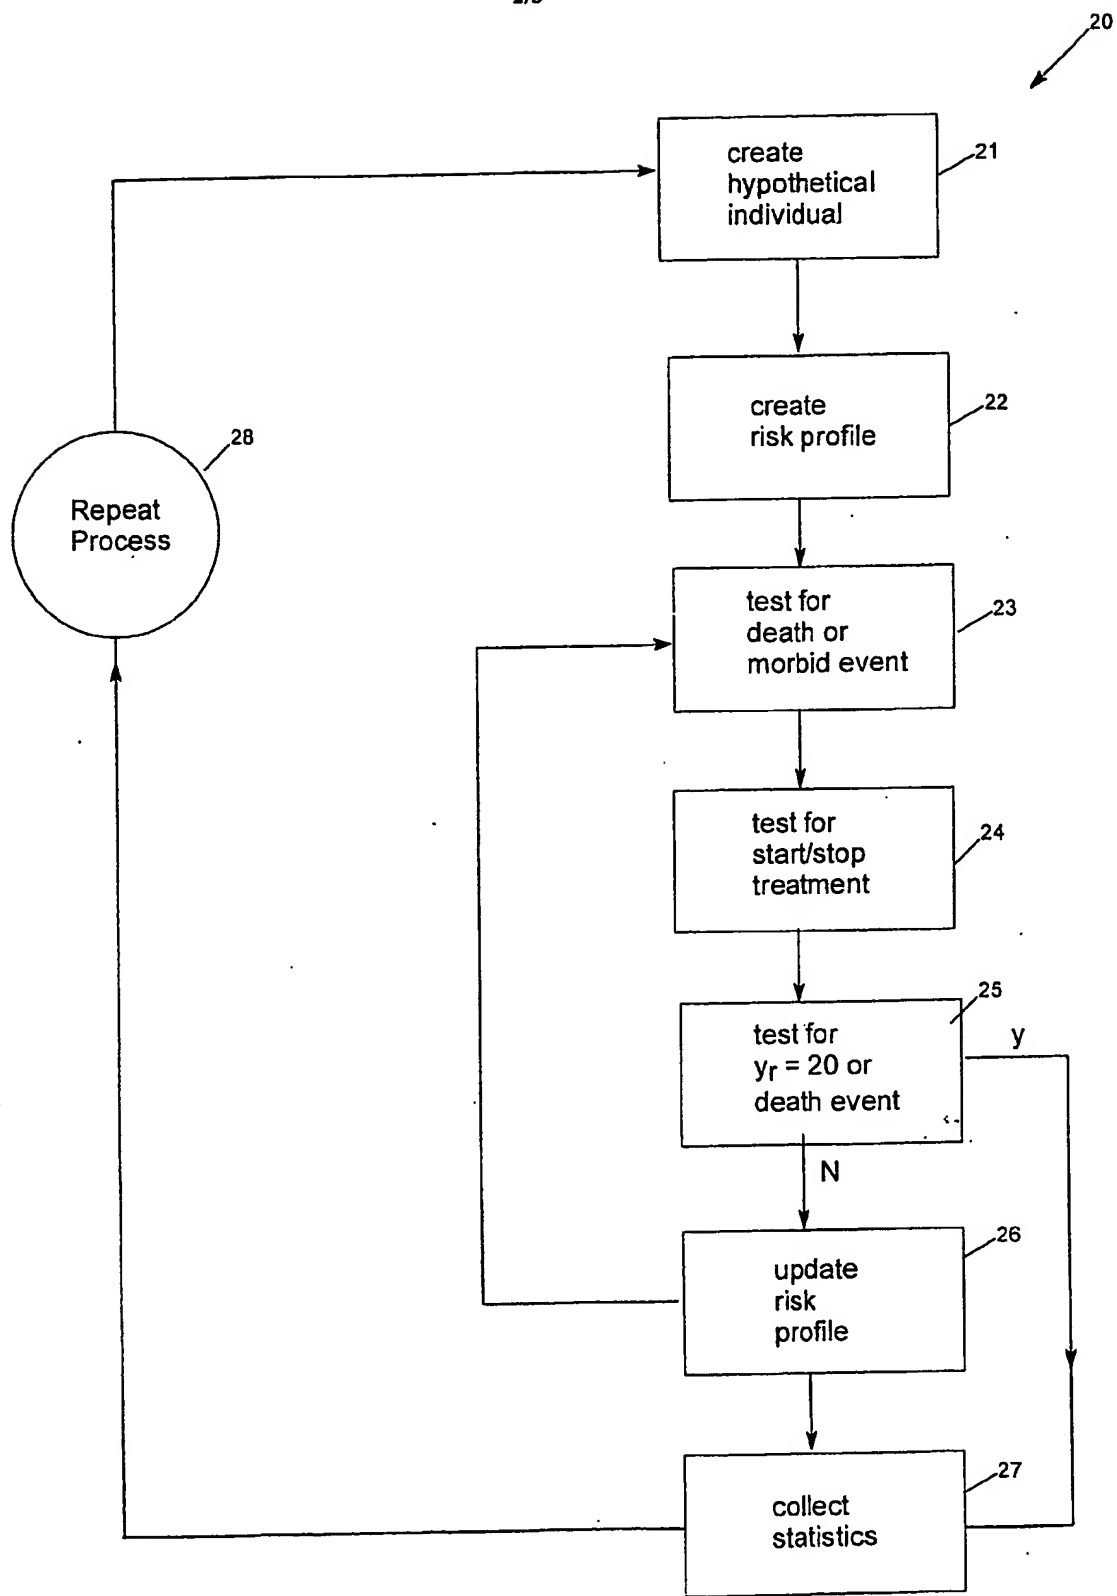 20
create
hypothetical
individual
21
create
risk profile
22
28
Repeat
Process
test for
death or
morbid event
23
test for
start/stop
treatment
24
25
test for
yr = 20 or
death event
y
N
26
update
risk
profile
27
collect
statistics